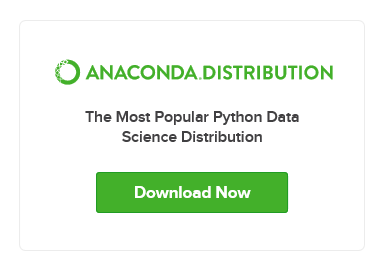 ANACONDA.DISTRIBUTION
The Most Popular Python Data
Science Distribution
Download Now